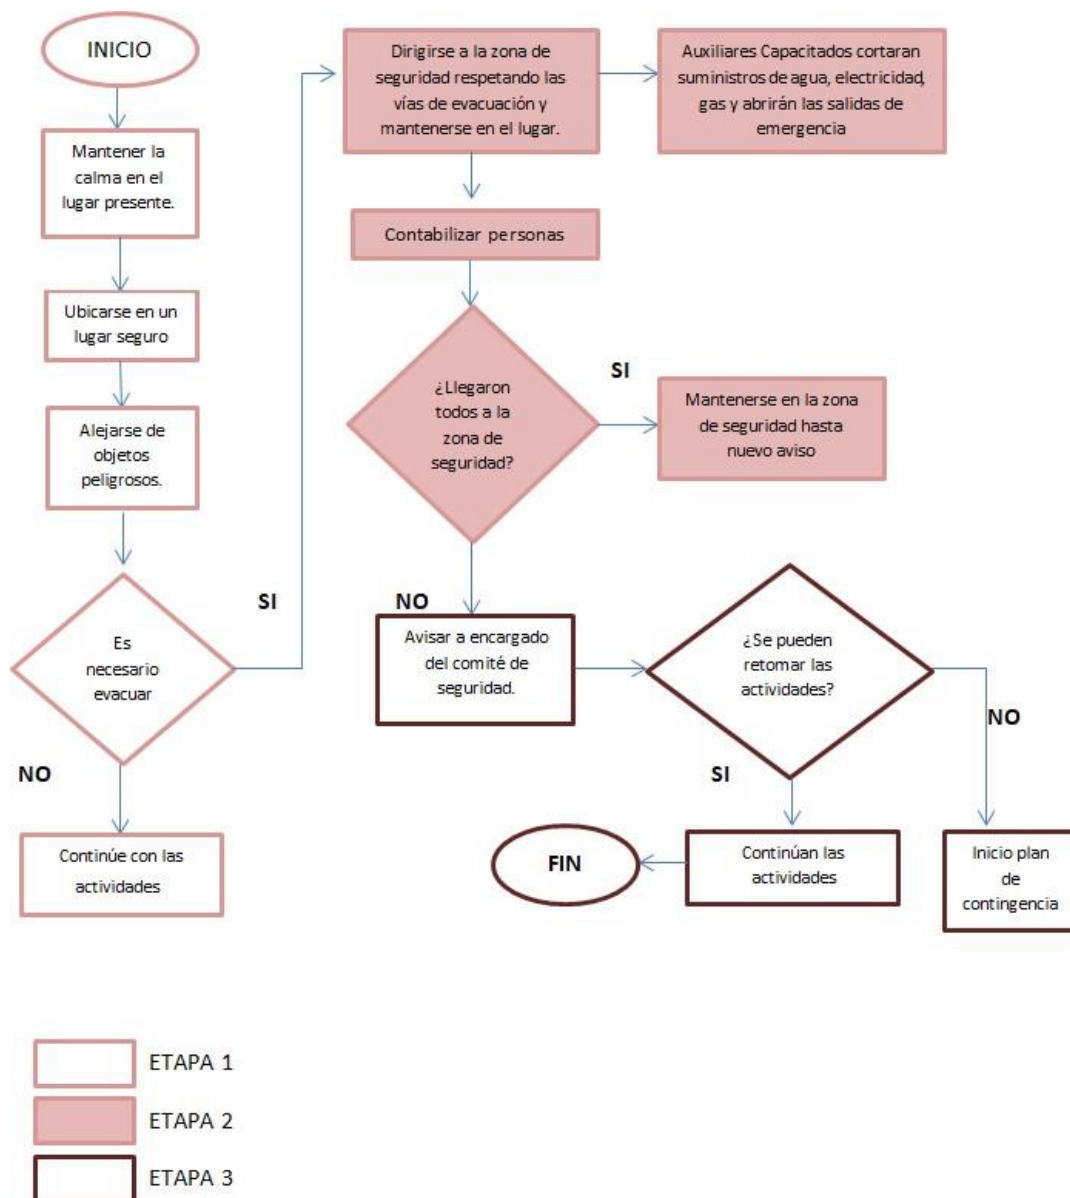 INICIO
Mantener la
calma en el
lugar presente.
Ubicarse en un
lugar seguro
Alejarse de
objetos
peligrosos.
Es
necesario
evacuar
SI
NO
Continúe con las
actividades
Dirigirse a la zona de
seguridad respetando las
vías de evacuación y
mantenerse en el lugar.
Auxiliares Capacitados cortaran
suministros de agua, electricidad,
gas y abrirán las salidas de
emergencia
Contabilizar personas
¿Llegaron
todos a la
zona de
seguridad?
SI
Mantenerse en la zona
de seguridad hasta
nuevo aviso
NO
Avisar a encargado
del comité de
seguridad.
¿Se pueden
retomar las
actividades?
NO
SI
Continúan las
actividades
FIN
Inicio plan
de
contingencia
ETAPA 1
ETAPA 2
ETAPA 3